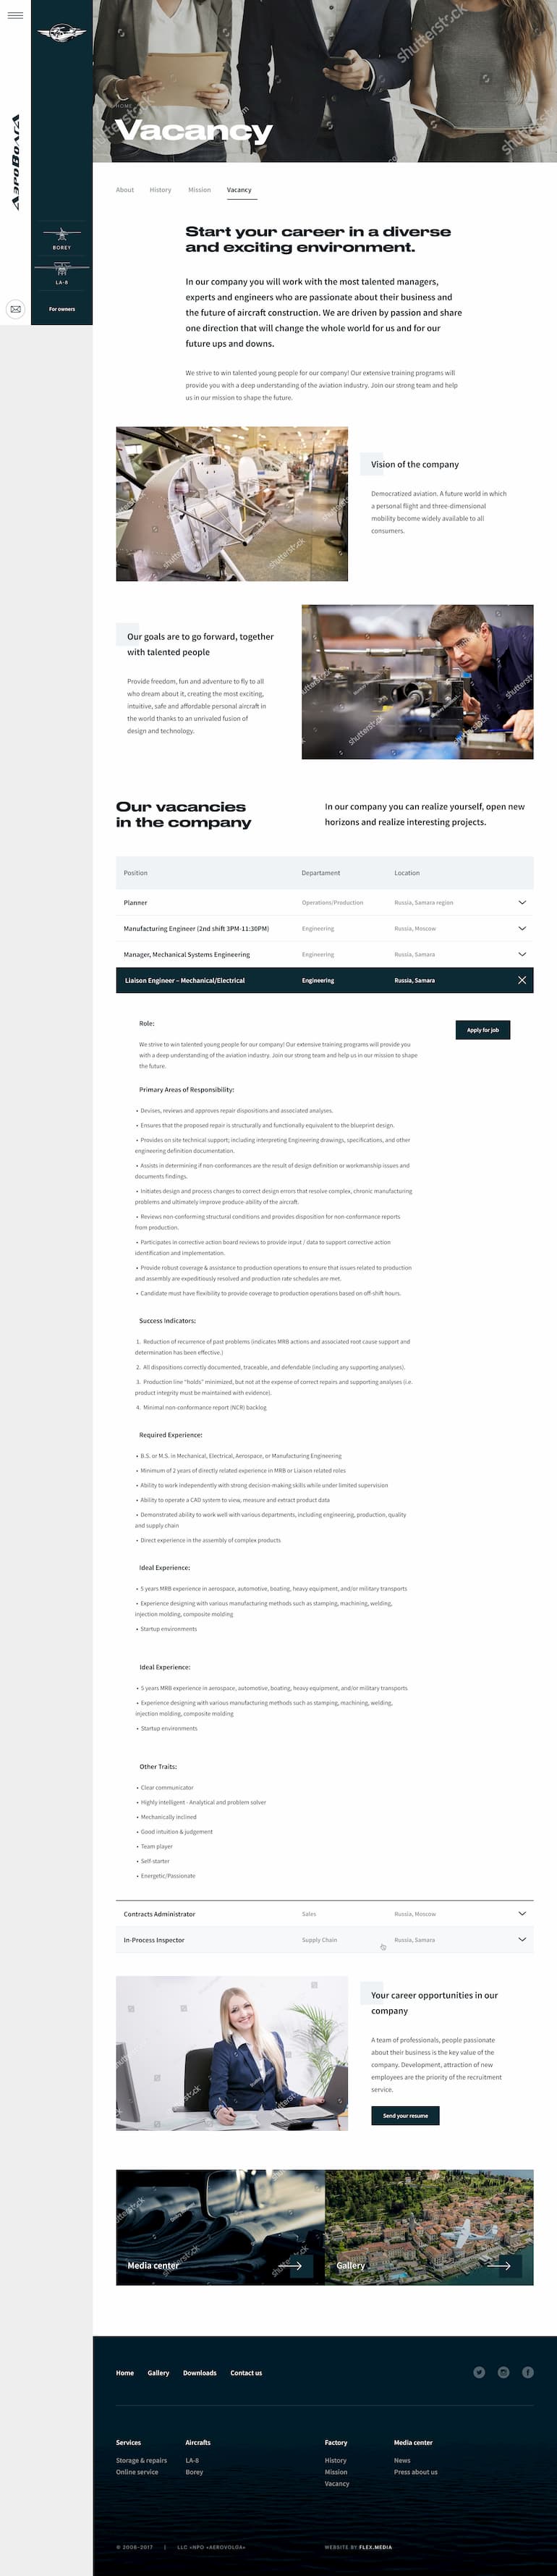 HOME
Vacancy
AeroBoara
About History Mission Vacancy
BOREY
LA-8
For owners
Start your career in a diverse
and exciting environment.
In our company you will work with the most talented managers,
experts and engineers who are passionate about their business and
the future of aircraft construction. We are driven by passion and share
one direction that will change the whole world for us and for our
future ups and downs.
We strive to win talented young people for our company! Our extensive training programs will
provide you with a deep understanding of the aviation industry. Join our strong team and help
us in our mission to shape the future.
Vision of the company
Democratized aviation. A future world in which
a personal flight and three-dimensional
mobility become widely available to all
consumers.
Our goals are to go forward, together
with talented people
Provide freedom, fun and adventure to fly to all
who dream about it, creating the most exciting,
intuitive, safe and affordable personal aircraft in
the world thanks to an unrivaled fusion of
design and technology.
Our vacancies
in the company
In our company you can realize yourself, open new
horizons and realize interesting projects.
Position Departament Location
Planner Operations/Production Russia, Samara region
Manufacturing Engineer (2nd shift 3PM-11:30PM) Engineering Russia, Moscow
Manager, Mechanical Systems Engineering Engineering Russia, Samara
Liaison Engineer – Mechanical/Electrical Engineering Russia, Samara
Role:
Apply for job
We strive to win talented young people for our company! Our extensive training programs will provide you
with a deep understanding of the aviation industry. Join our strong team and help us in our mission to shape
the future.
Primary Areas of Responsibility:
• Devises, reviews and approves repair dispositions and associated analyses.
• Ensures that the proposed repair is structurally and functionally equivalent to the blueprint design.
• Provides on site technical support; including interpreting Engineering drawings, specifications, and other
engineering definition documentation.
• Assists in determining if non-conformances are the result of design definition or workmanship issues and
documents findings.
• Initiates design and process changes to correct design errors that resolve complex, chronic manufacturing
problems and ultimately improve produce-ability of the aircraft.
• Reviews non-conforming structural conditions and provides disposition for non-conformance reports
from production.
• Participates in corrective action board reviews to provide input / data to support corrective action
identification and implementation.
• Provide robust coverage & assistance to production operations to ensure that issues related to production
and assembly are expeditiously resolved and production rate schedules are met.
• Candidate must have flexibility to provide coverage to production operations based on off-shift hours.
Success Indicators:
1. Reduction of recurrence of past problems (indicates MRB actions and associated root cause support and
determination has been effective.)
2. All dispositions correctly documented, traceable, and defendable (including any supporting analyses).
3. Production line “holds” minimized, but not at the expense of correct repairs and supporting analyses (i.e.
product integrity must be maintained with evidence).
4. Minimal non-conformance report (NCR) backlog
Required Experience:
• B.S. or M.S. in Mechanical, Electrical, Aerospace, or Manufacturing Engineering
• Minimum of 2 years of directly related experience in MRB or Liaison related roles
• Ability to work independently with strong decision-making skills while under limited supervision
• Ability to operate a CAD system to view, measure and extract product data
• Demonstrated ability to work well with various departments, including engineering, production, quality
and supply chain
• Direct experience in the assembly of complex products
Ideal Experience:
• 5 years MRB experience in aerospace, automotive, boating, heavy equipment, and/or military transports
• Experience designing with various manufacturing methods such as stamping, machining, welding,
injection molding, composite molding
• Startup environments
Ideal Experience:
• 5 years MRB experience in aerospace, automotive, boating, heavy equipment, and/or military transports
• Experience designing with various manufacturing methods such as stamping, machining, welding,
injection molding, composite molding
• Startup environments
Other Traits:
• Clear communicator
• Highly intelligent - Analytical and problem solver
• Mechanically inclined
• Good intuition & judgement
• Team player
• Self-starter
• Energetic/Passionate
Contracts Administrator Sales Russia, Moscow
In-Process Inspector Supply Chain Russia, Samara
Your career opportunities in our
company
A team of professionals, people passionate
about their business is the key value of the
company. Development, attraction of new
employees are the priority of the recruitment
service.
Send your resume
Media center
Gallery
Home Gallery Downloads Contact us
Services Aircrafts Factory Media center
Storage & repairs LA-8 History News
Online service Borey Mission Press about us
Vacancy
© 2006–2017 | LLC «NPO «AEROVOLGA» WEBSITE BY FLEX.MEDIA
shutterstock